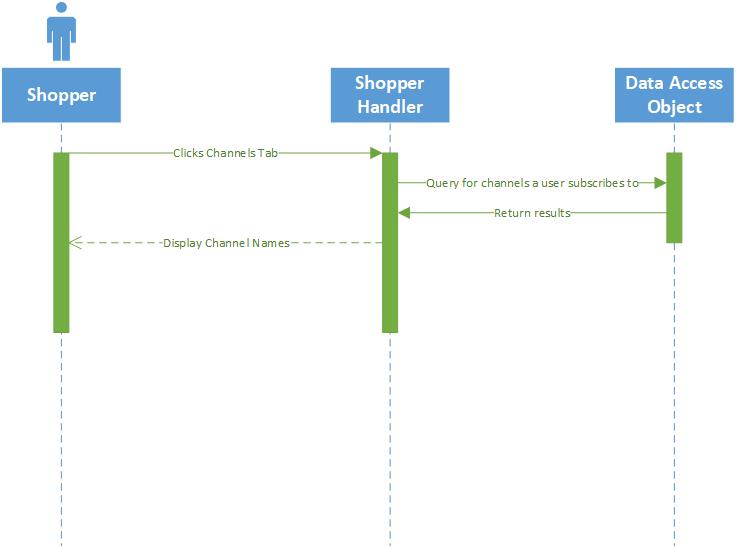 Shopper
Shopper
Handler
Data Access
Object
Clicks Channels Tab
Query for channels a user subscribes to
Return results
Display Channel Names